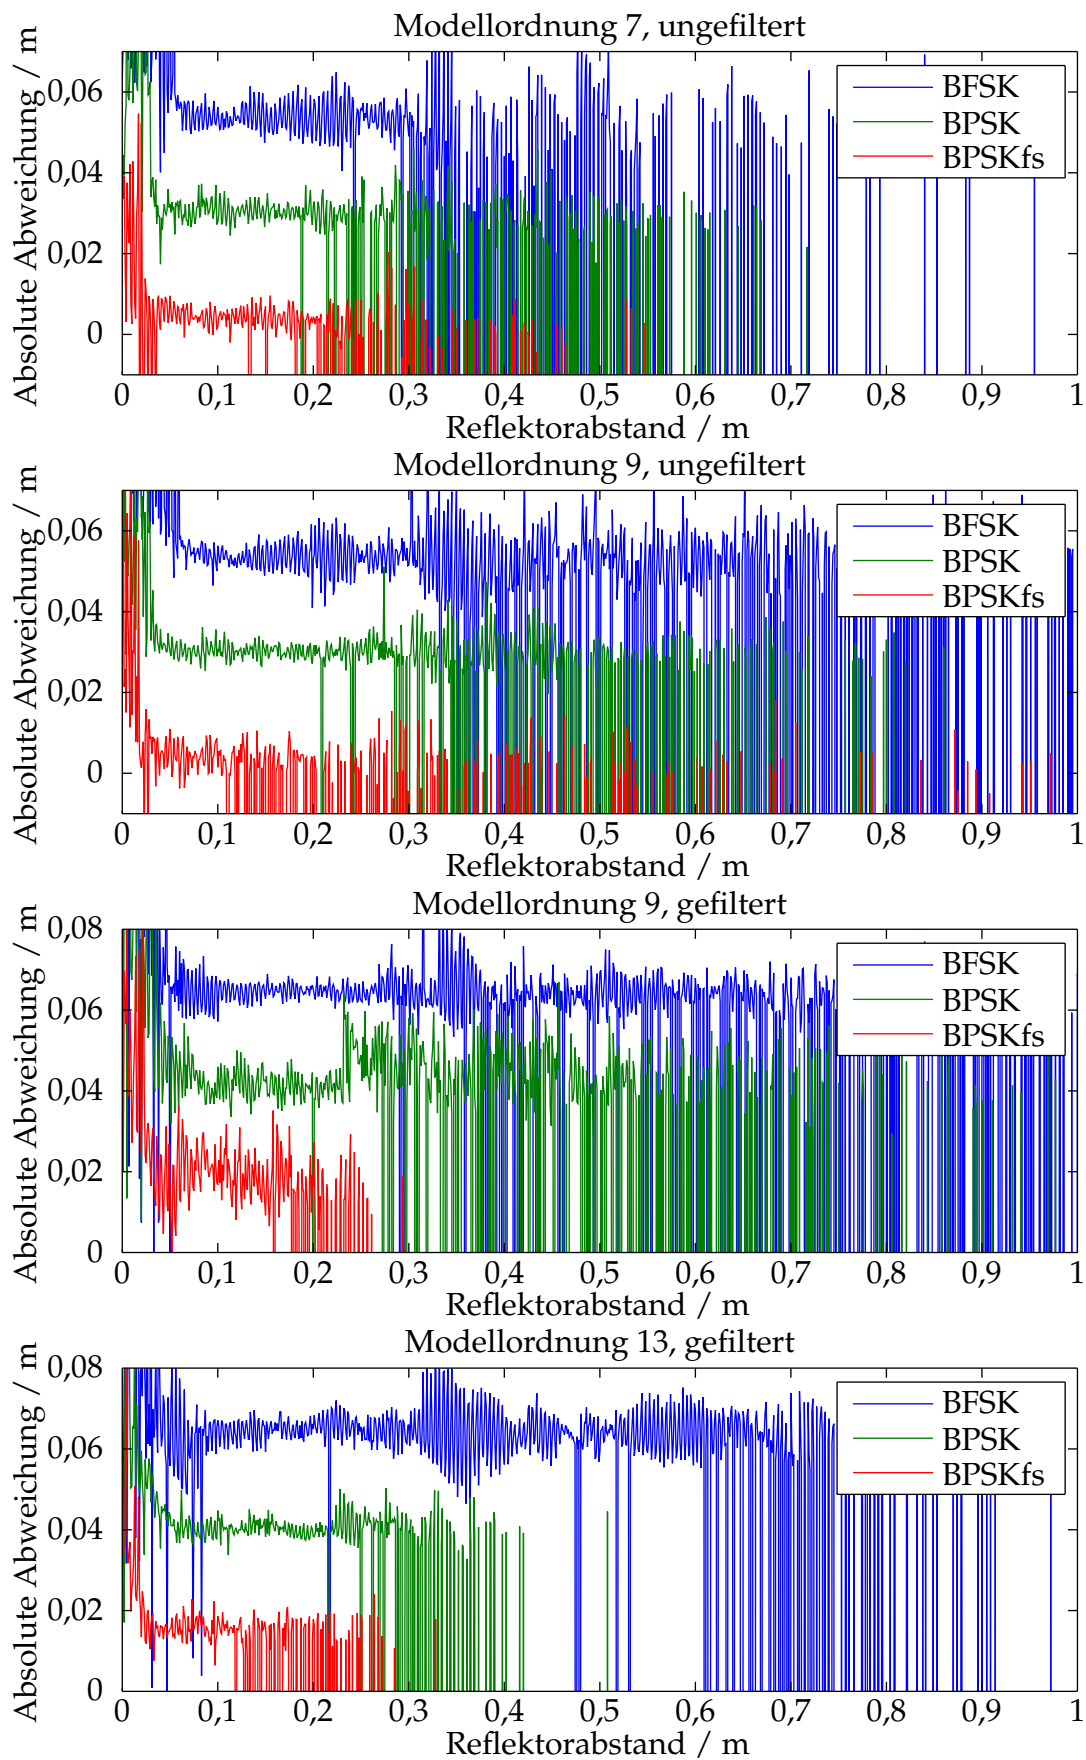 Modellordnung 7, ungefiltert
Absolute Abweichung / m
0,06
0,04
0,02
0
BFSK
BPSK
BPSKfs
0 0,1 0,2 0,3 0,4 0,5 0,6 0,7 0,8 0,9 1
Reflektorabstand / m
Modellordnung 9, ungefiltert
Absolute Abweichung / m
0,06
0,04
0,02
0
BFSK
BPSK
BPSKfs
0 0,1 0,2 0,3 0,4 0,5 0,6 0,7 0,8 0,9 1
Reflektorabstand / m
Modellordnung 9, gefiltert
Absolute Abweichung / m
0,08
0,06
0,04
0,02
0
BFSK
BPSK
BPSKfs
0 0,1 0,2 0,3 0,4 0,5 0,6 0,7 0,8 0,9 1
Reflektorabstand / m
Modellordnung 13, gefiltert
Absolute Abweichung / m
0,08
0,06
0,04
0,02
0
BFSK
BPSK
BPSKfs
0 0,1 0,2 0,3 0,4 0,5 0,6 0,7 0,8 0,9 1
Reflektorabstand / m